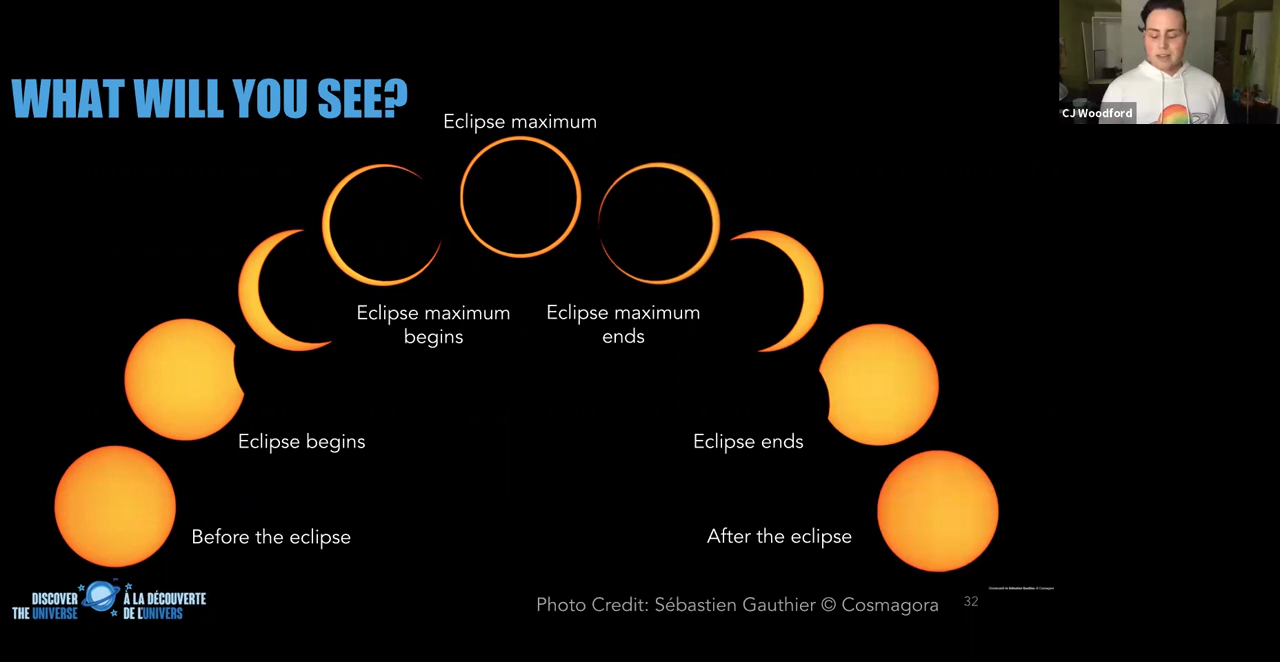 WHAT WILL YOU SEE?
CJ Woodford
Eclipse maximum
Eclipse maximum
begins
Eclipse maximum
ends
Eclipse begins
Eclipse ends
Before the eclipse
After the eclipse
DISCOVER
THE UNIVERSE
À LA DÉCOUVERTE
DE L'UNIVERS
Photo Credit: Sébastien Gauthier © Cosmagora
32